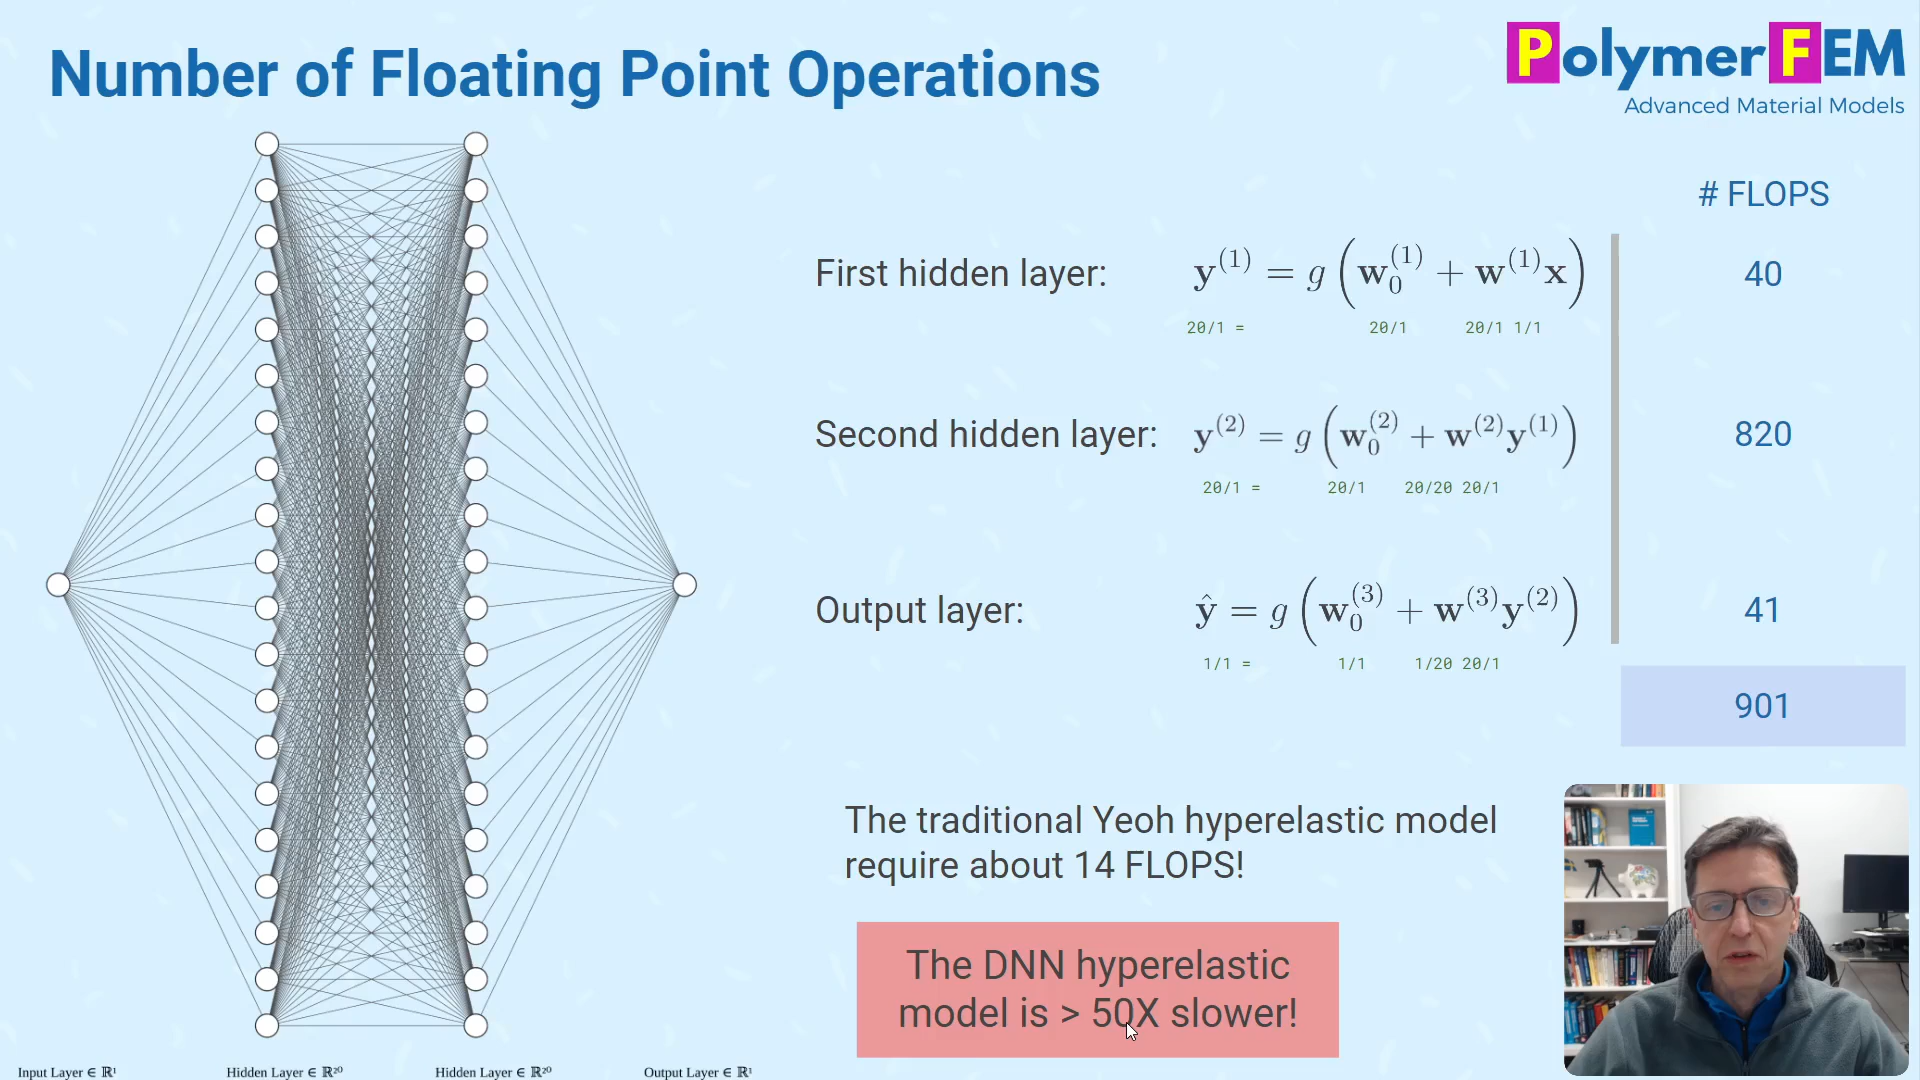 Number of Floating Point Operations
PolymerFEM
Advanced Material Models
# FLOPS
First hidden layer: y^(1) = g(w_0^(1) + w^(1)x) 40
20/1 = 20/1 20/1 1/1
Second hidden layer: y^(2) = g(w_0^(2) + w^(2)y^(1)) 820
20/1 = 20/1 20/20 20/1
Output layer: ŷ = g(w_0^(3) + w^(3)y^(2)) 41
1/1 = 1/1 1/20 20/1
901
The traditional Yeoh hyperelastic model
require about 14 FLOPS!
The DNN hyperelastic
model is > 50X slower!
Input Layer ∈ ℝ¹ Hidden Layer ∈ ℝ²⁰ Hidden Layer ∈ ℝ²⁰ Output Layer ∈ ℝ¹